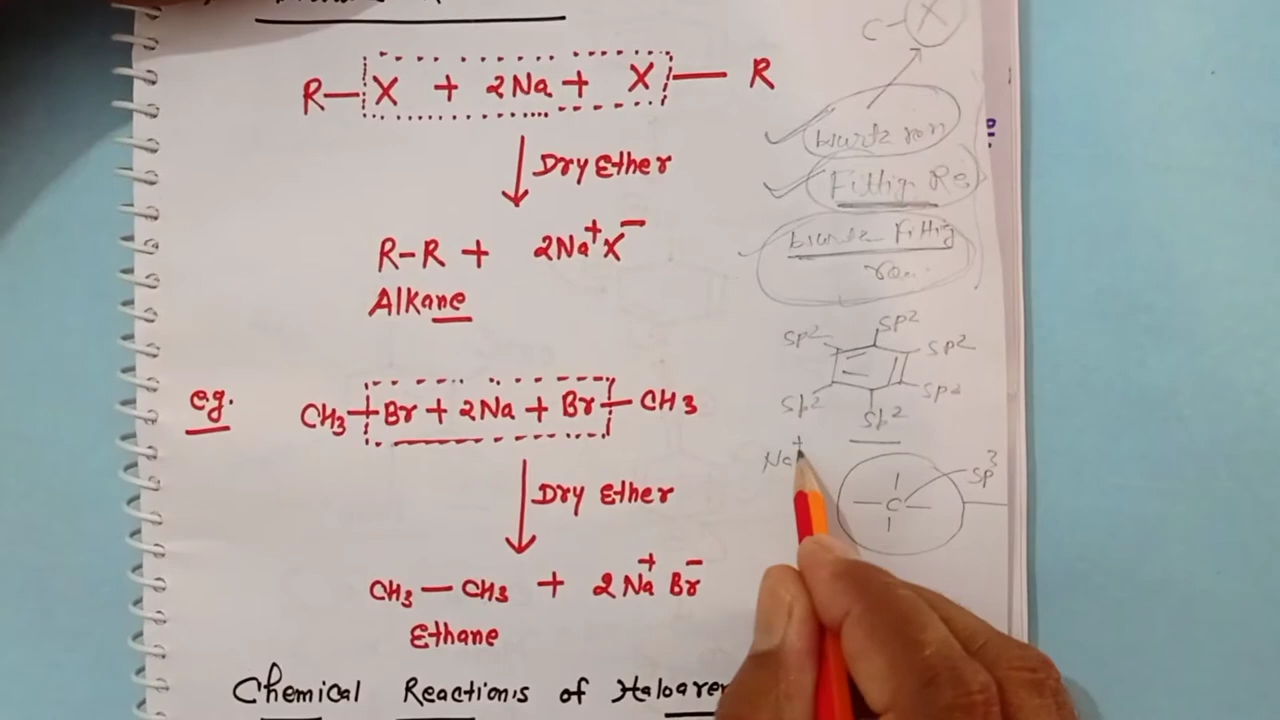 R—X + 2Na + X—R
Dry Ether
R-R + 2Na⁺X⁻
Alkane
eg. CH3—Br + 2Na + Br—CH3
Dry Ether
CH3—CH3 + 2Na⁺Br⁻
Ethane
Chemical Reactions of Haloaren
C-X
wurtz rxn
Fittig Re
wurtz Fittig
rxn.
sp2
sp2
sp2
sp2
sp2
sp2
Na+
C
sp3